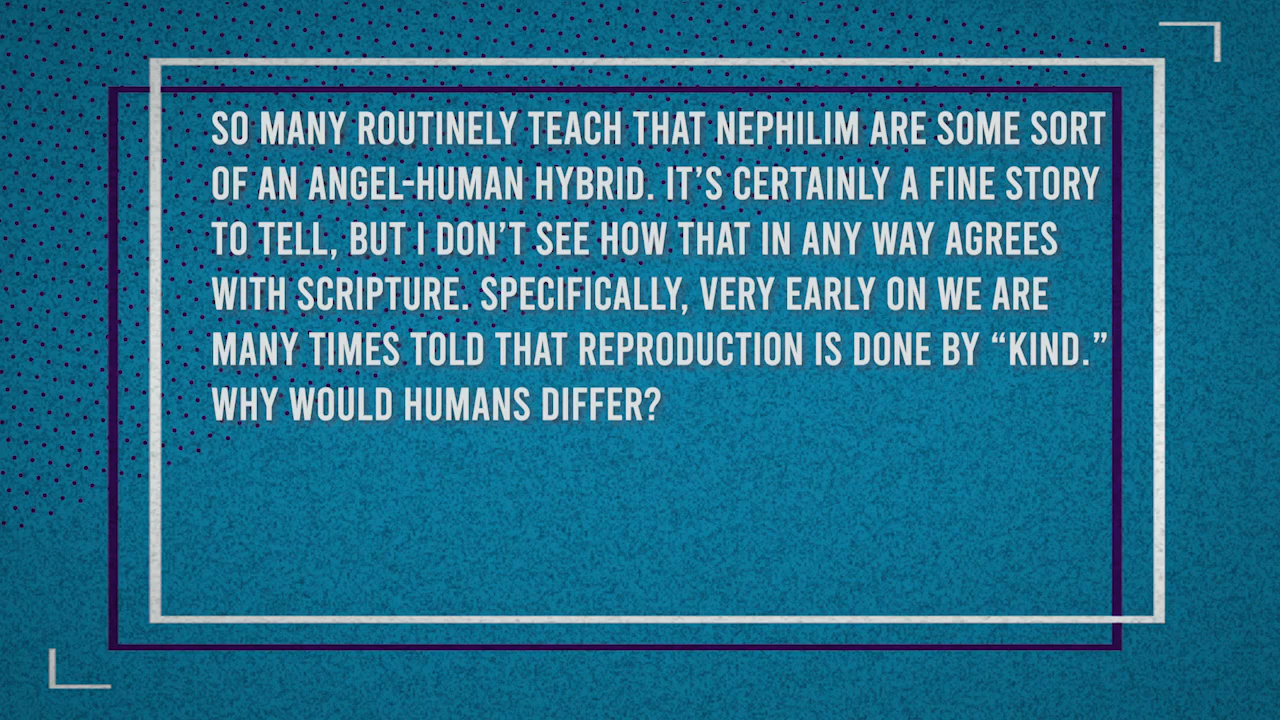 SO MANY ROUTINELY TEACH THAT NEPHILIM ARE SOME SORT
OF AN ANGEL-HUMAN HYBRID. IT’S CERTAINLY A FINE STORY
TO TELL, BUT I DON’T SEE HOW THAT IN ANY WAY AGREES
WITH SCRIPTURE. SPECIFICALLY, VERY EARLY ON WE ARE
MANY TIMES TOLD THAT REPRODUCTION IS DONE BY “KIND.”
WHY WOULD HUMANS DIFFER?